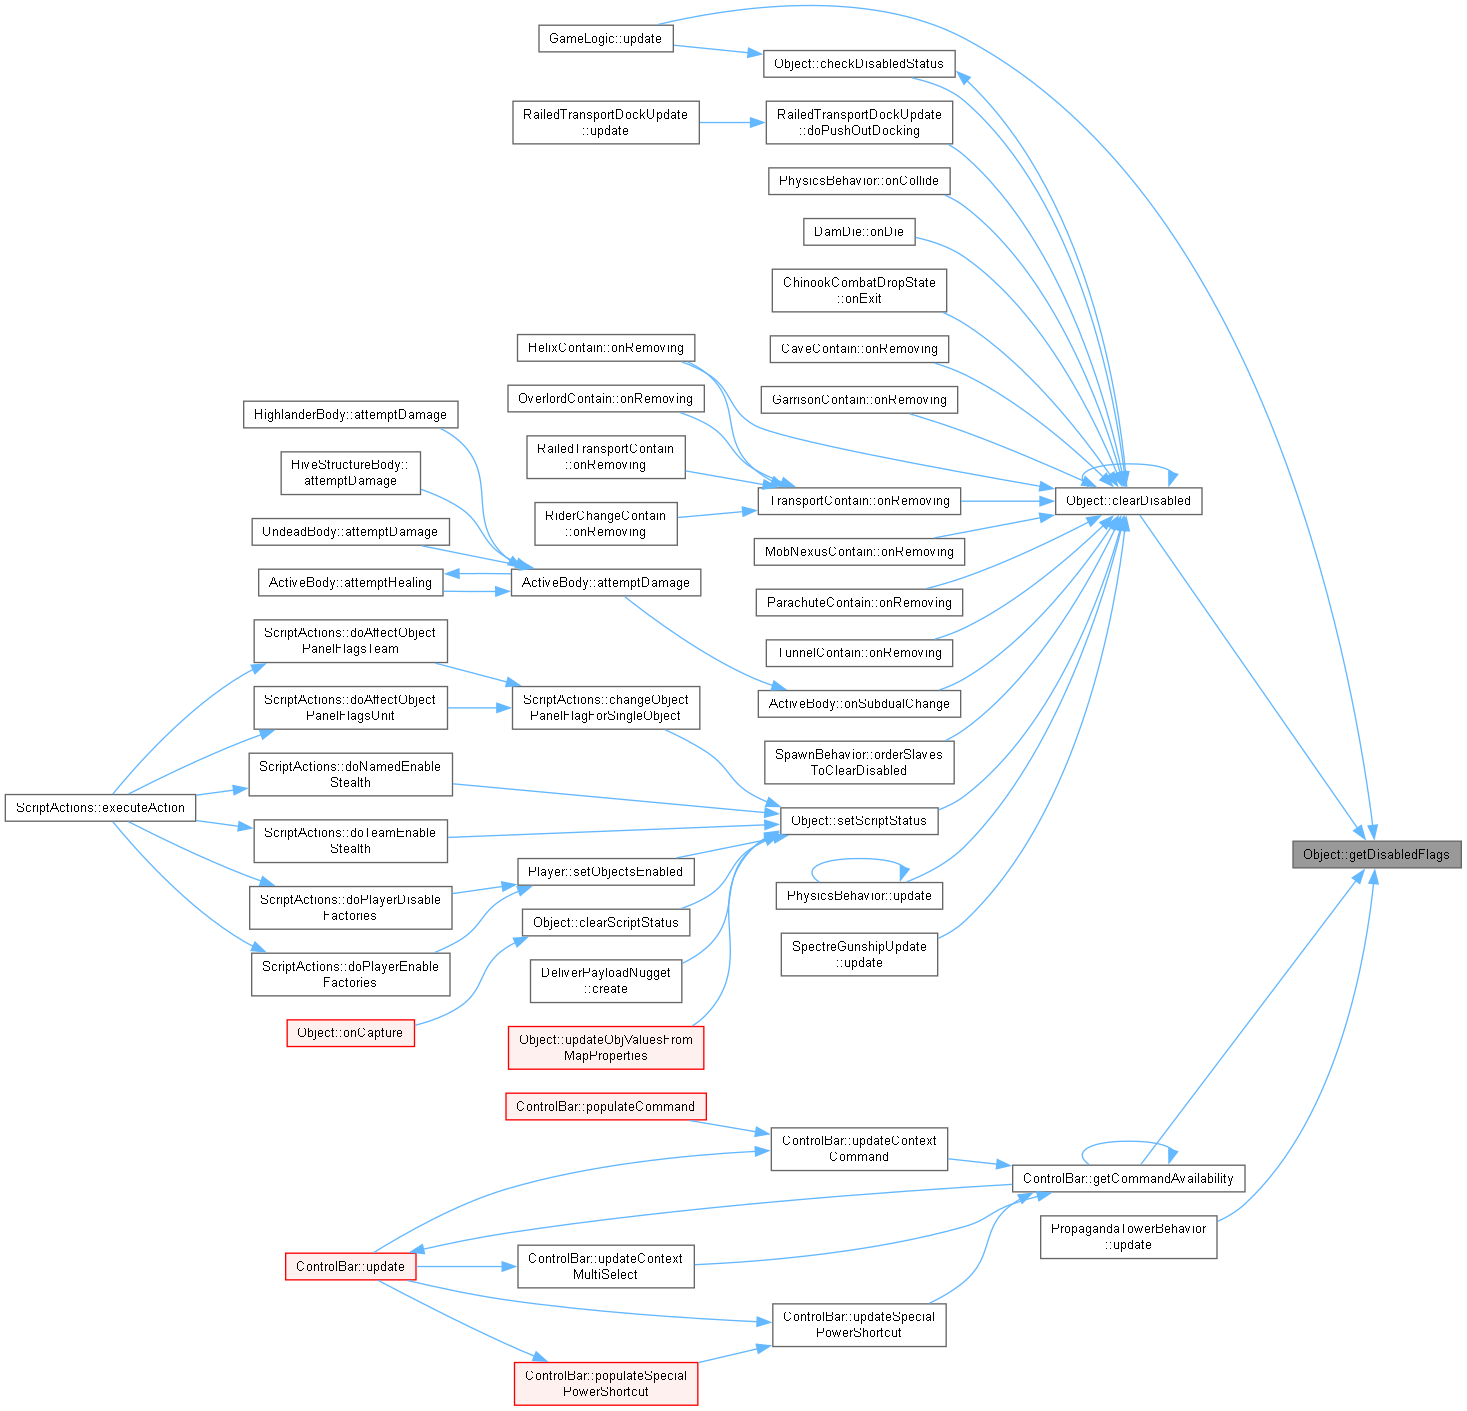 GameLogic::update
Object::checkDisabledStatus
RailedTransportDockUpdate
::update
RailedTransportDockUpdate
::doPushOutDocking
PhysicsBehavior::onCollide
DamDie::onDie
ChinookCombatDropState
::onExit
HelixContain::onRemoving
CaveContain::onRemoving
OverlordContain::onRemoving
GarrisonContain::onRemoving
HighlanderBody::attemptDamage
RailedTransportContain
::onRemoving
HiveStructureBody::
attemptDamage
TransportContain::onRemoving
Object::clearDisabled
RiderChangeContain
::onRemoving
UndeadBody::attemptDamage
MobNexusContain::onRemoving
ActiveBody::attemptHealing
ActiveBody::attemptDamage
ParachuteContain::onRemoving
ScriptActions::doAffectObject
PanelFlagsTeam
TunnelContain::onRemoving
ScriptActions::doAffectObject
PanelFlagsUnit
ScriptActions::changeObject
PanelFlagForSingleObject
ActiveBody::onSubdualChange
ScriptActions::doNamedEnable
Stealth
SpawnBehavior::orderSlaves
ToClearDisabled
ScriptActions::executeAction
ScriptActions::doTeamEnable
Stealth
Object::setScriptStatus
Object::getDisabledFlags
Player::setObjectsEnabled
PhysicsBehavior::update
ScriptActions::doPlayerDisable
Factories
Object::clearScriptStatus
SpectreGunshipUpdate
::update
ScriptActions::doPlayerEnable
Factories
DeliverPayloadNugget
::create
Object::onCapture
Object::updateObjValuesFrom
MapProperties
ControlBar::populateCommand
ControlBar::updateContext
Command
ControlBar::getCommandAvailability
PropagandaTowerBehavior
::update
ControlBar::update
ControlBar::updateContext
MultiSelect
ControlBar::updateSpecial
PowerShortcut
ControlBar::populateSpecial
PowerShortcut